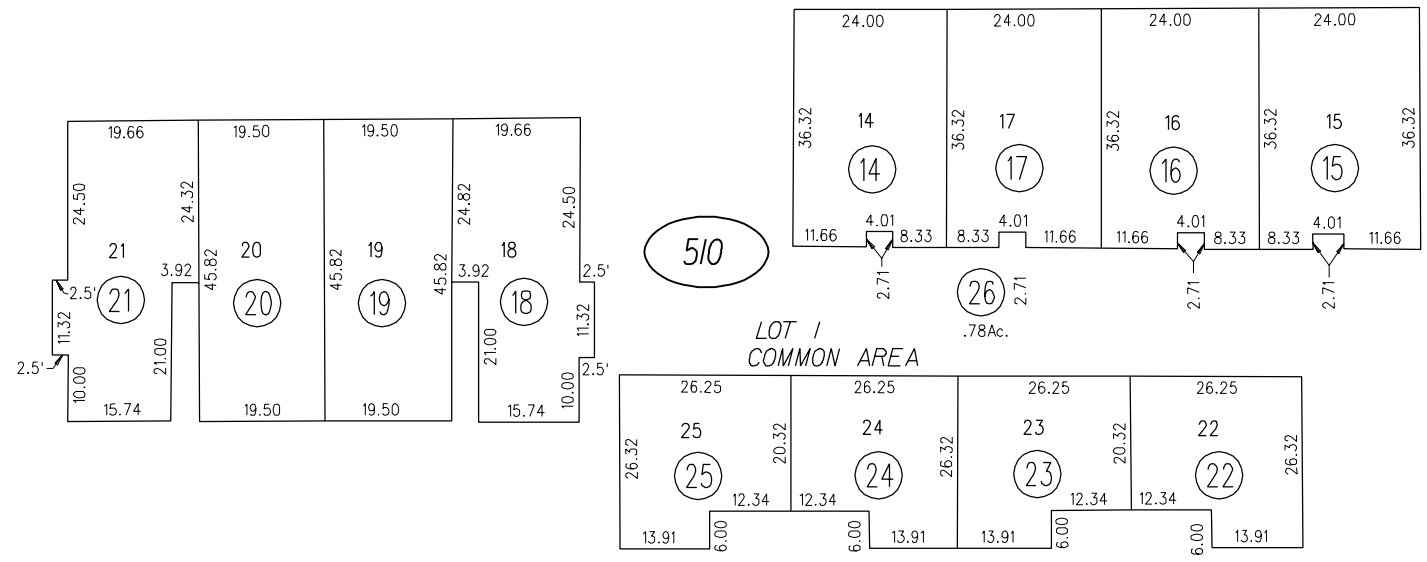 24.00 24.00 24.00 24.00
36.32 36.32 36.32 36.32 36.32
14 17 16 15
14 17 16 15
4.01 4.01 4.01 4.01
11.66 8.33 8.33 11.66 11.66 8.33 8.33 11.66
2.71 2.71 2.71 2.71
19.66 19.50 19.50 19.66
24.50 24.32 24.82 24.50
21 20 19 18
3.92 45.82 45.82 45.82 3.92 2.5'
21 20 19 18
2.5'
11.32 11.32
21.00 21.00
2.5' 2.5'
10.00 10.00
15.74 19.50 19.50 15.74
510
26
.78Ac.
LOT 1
COMMON AREA
26.25 26.25 26.25 26.25
25 24 23 22
26.32 20.32 26.32 20.32 26.32
25 24 23 22
12.34 12.34 12.34 12.34
13.91 6.00 6.00 13.91 13.91 6.00 6.00 13.91